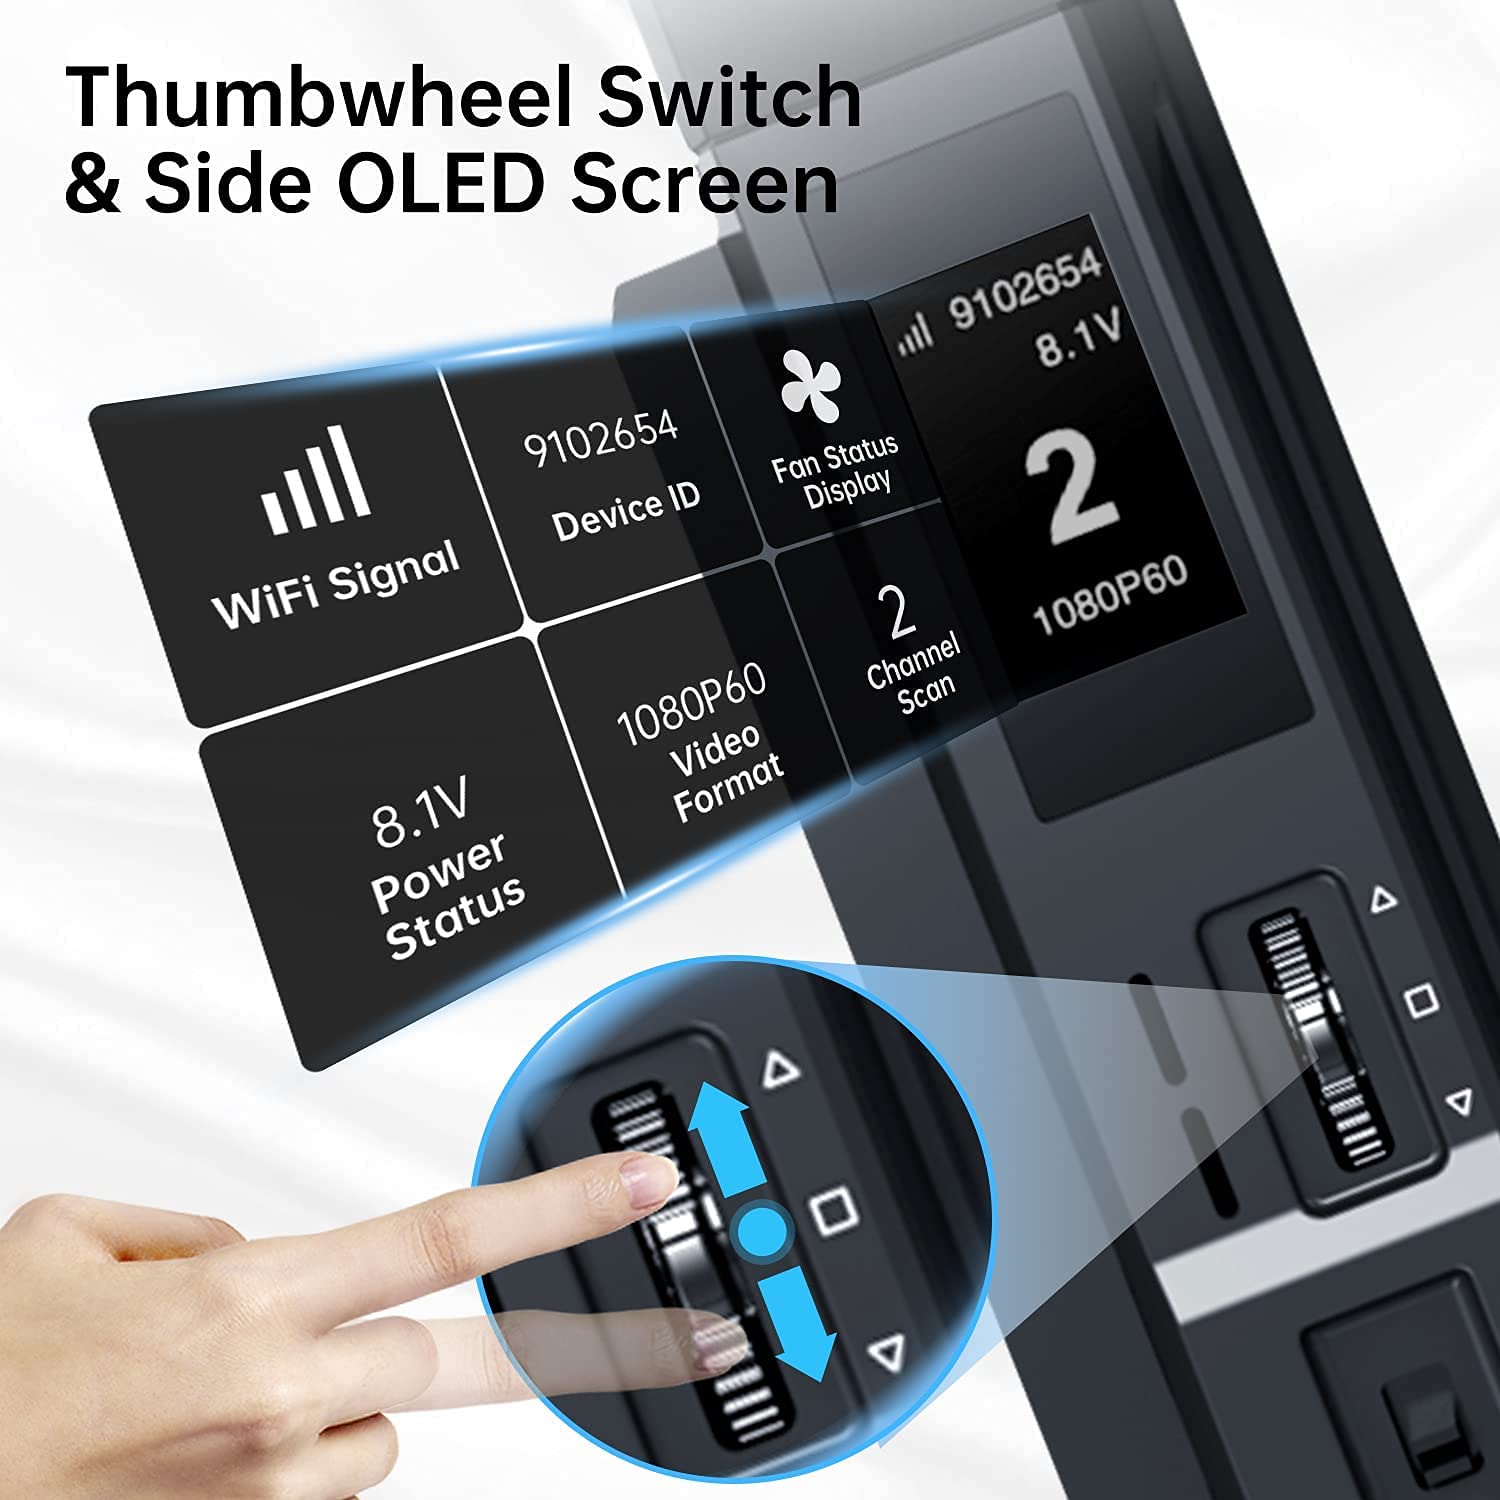 Thumbwheel Switch
& Side OLED Screen
9102654
8.1V
2
1080P60
WiFi Signal
9102654
Device ID
Fan Status
Display
8.1V
Power
Status
1080P60
Video
Format
2
Channel
Scan